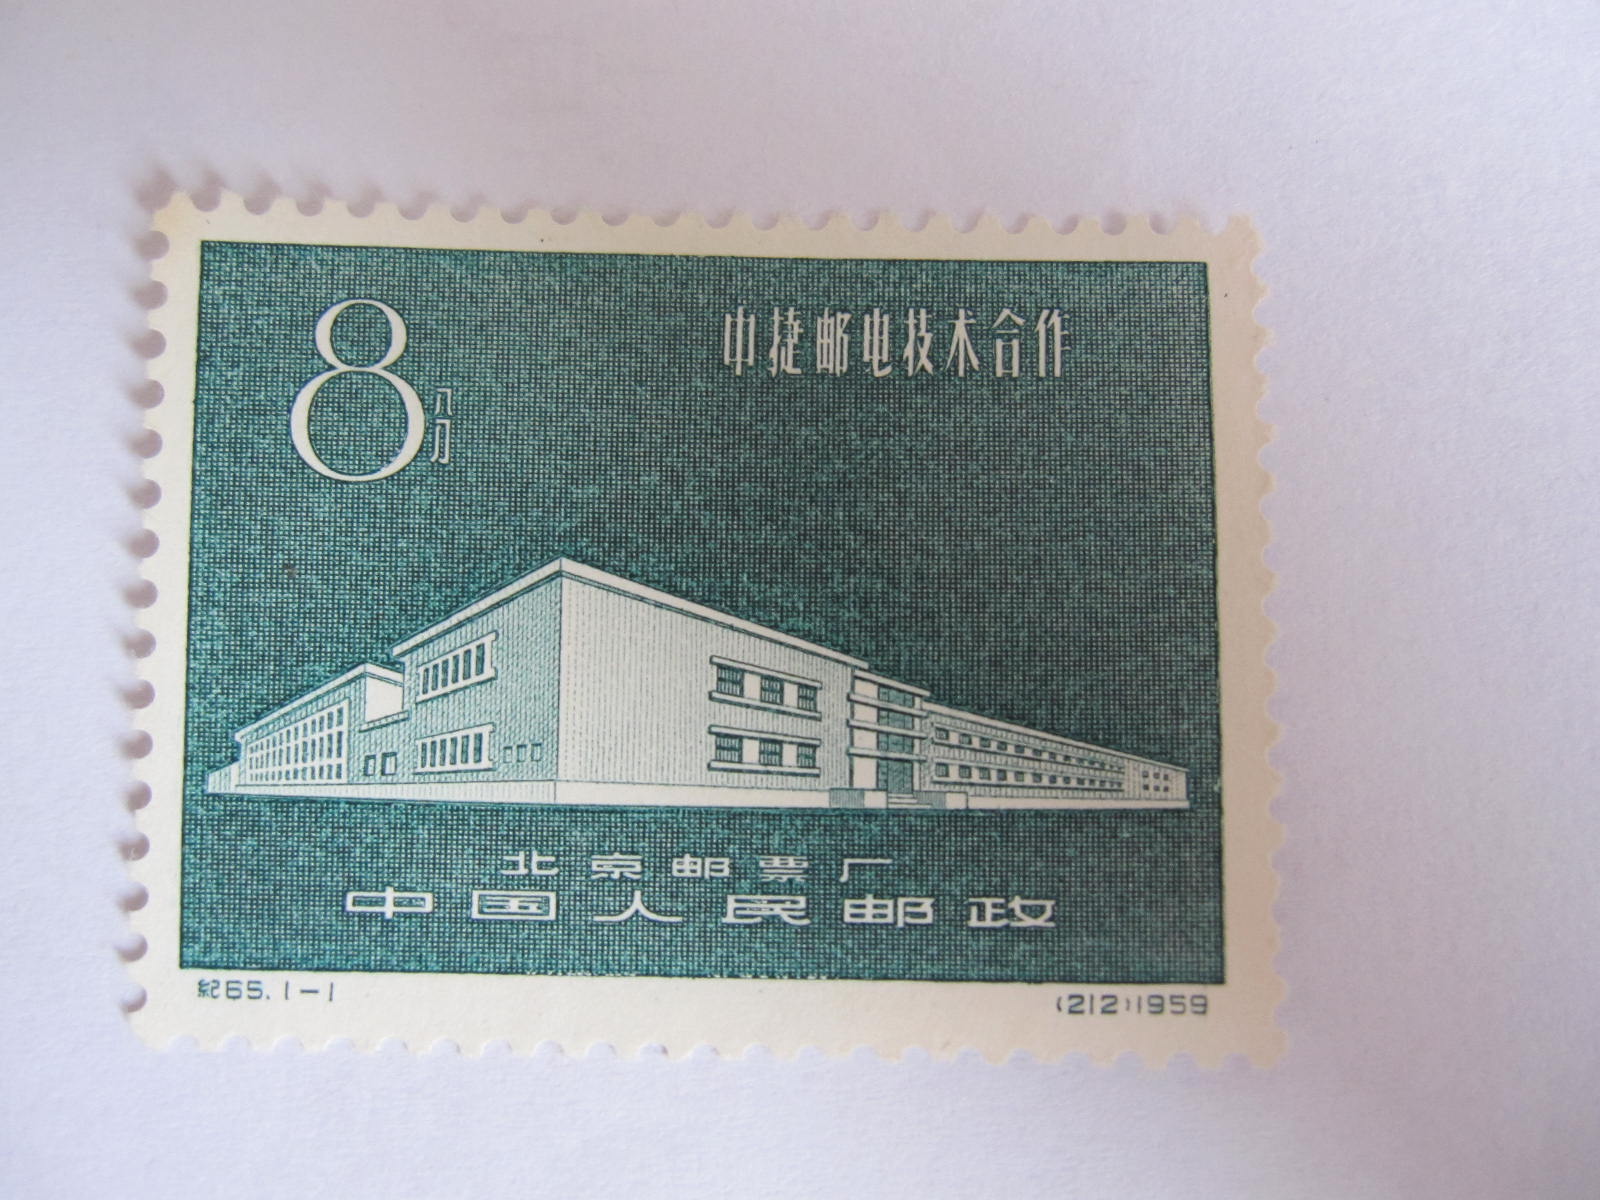 8
八分
中捷邮电技术合作
北京邮票厂
中国人民邮政
紀65.1-1
(212)1959